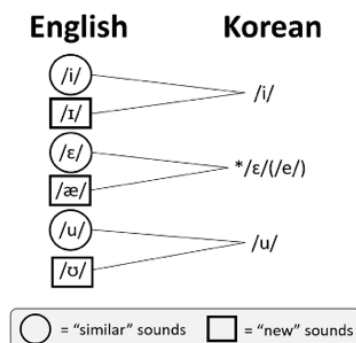 English Korean
/i/
/ɪ/
/i/
/ɛ/
/æ/
*/ɛ/(/e/)
/u/
/ʊ/
/u/
= "similar" sounds = "new" sounds